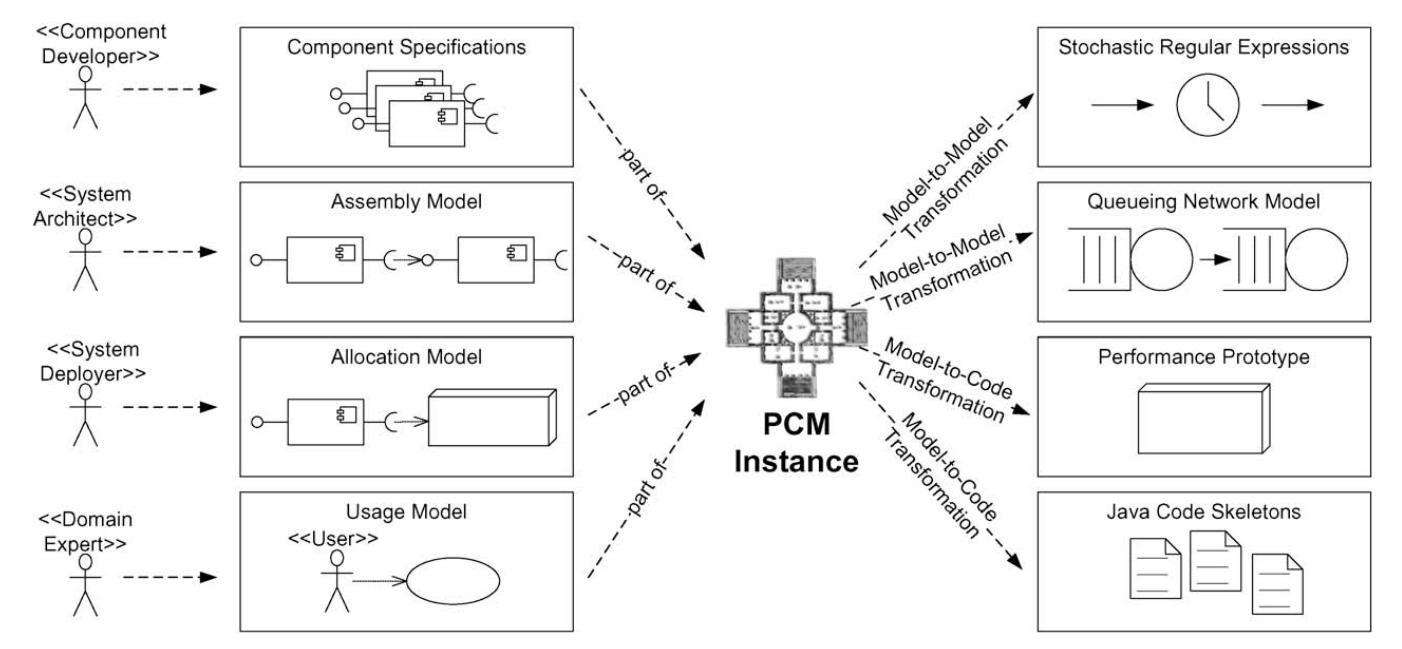 <<Component
Developer>>
Component Specifications
<<System
Architect>>
Assembly Model
<<System
Deployer>>
Allocation Model
<<Domain
Expert>>
Usage Model
<<User>>
part of
part of
part of
part of
PCM
Instance
Model-to-Model
Transformation
Model-to-Model
Transformation
Model-to-Code
Transformation
Model-to-Code
Transformation
Stochastic Regular Expressions
Queueing Network Model
Performance Prototype
Java Code Skeletons